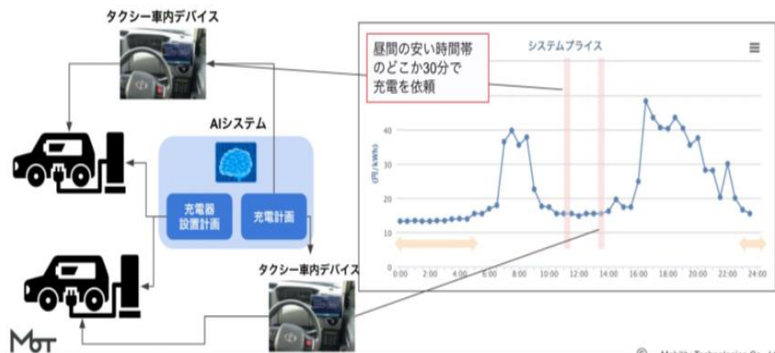 タクシー車内デバイス
昼間の安い時間帯
のどこか30分で
充電を依頼
システムプライス
AIシステム
充電器
設置計画
充電計画
タクシー車内デバイス
(円/kWh)
40
30
20
10
0
0:00 2:00 4:00 6:00 8:00 10:00 12:00 14:00 16:00 18:00 20:00 22:00 24:00
MoT